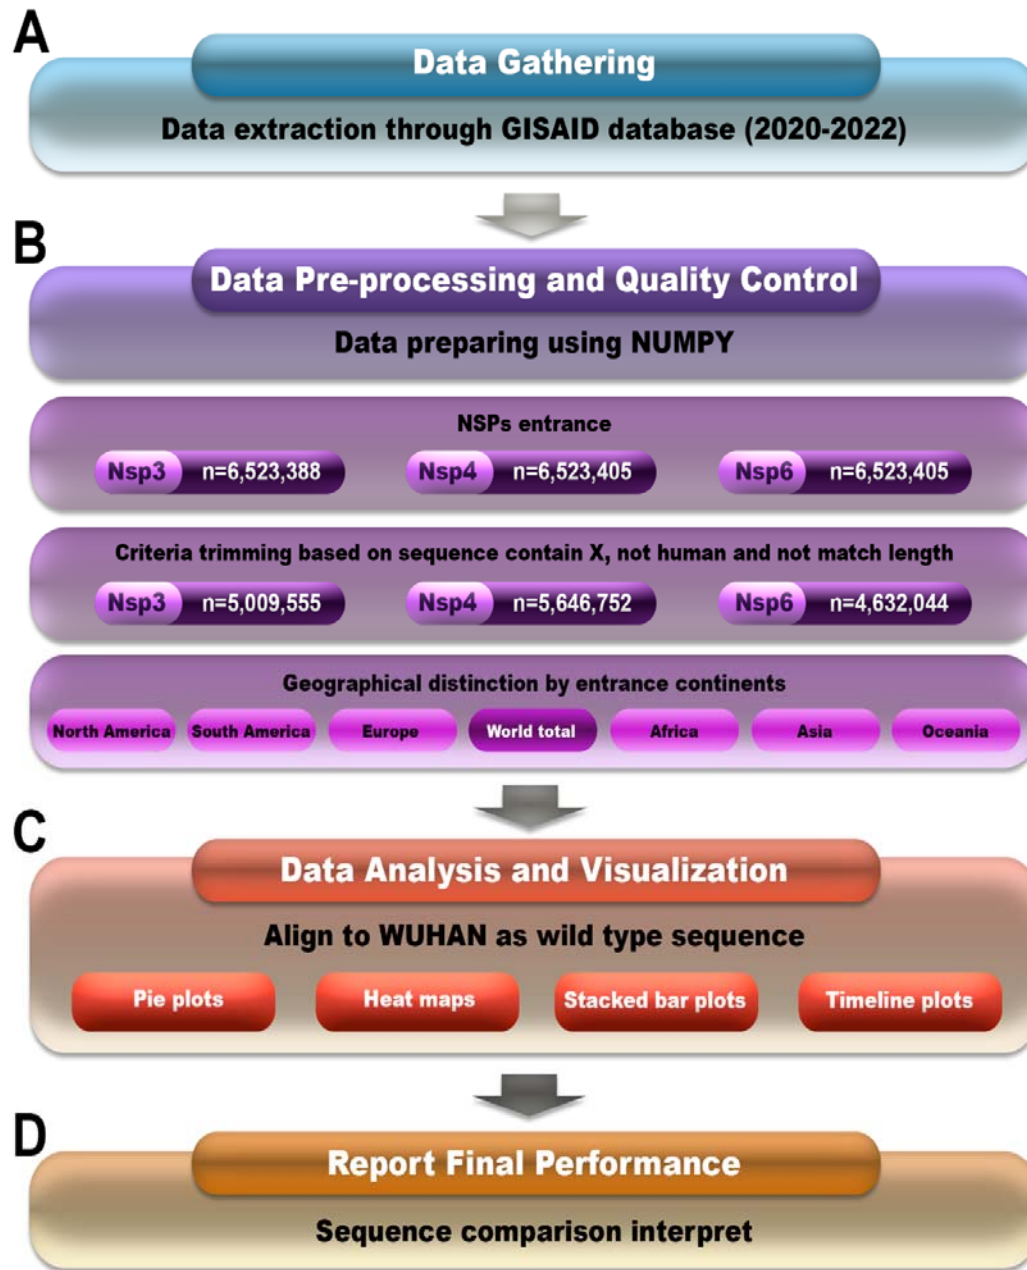 A
Data Gathering
Data extraction through GISAID database (2020-2022)
B
Data Pre-processing and Quality Control
Data preparing using NUMPY
NSPs entrance
Nsp3 n=6,523,388 Nsp4 n=6,523,405 Nsp6 n=6,523,405
Criteria trimming based on sequence contain X, not human and not match length
Nsp3 n=5,009,555 Nsp4 n=5,646,752 Nsp6 n=4,632,044
Geographical distinction by entrance continents
North America South America Europe World total Africa Asia Oceania
C
Data Analysis and Visualization
Align to WUHAN as wild type sequence
Pie plots Heat maps Stacked bar plots Timeline plots
D
Report Final Performance
Sequence comparison interpret